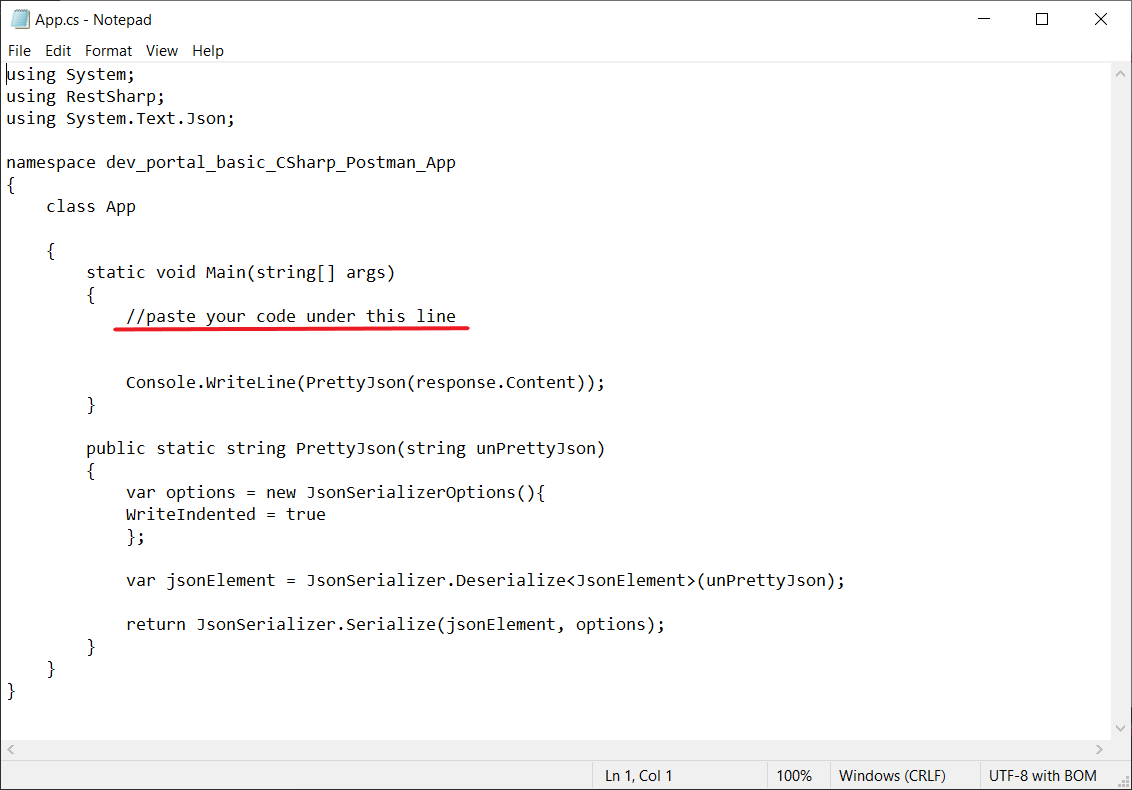 App.cs - Notepad
File Edit Format View Help
using System;
using RestSharp;
using System.Text.Json;
namespace dev_portal_basic_CSharp_Postman_App
{
    class App
    {
        static void Main(string[] args)
        {
            //paste your code under this line
            Console.WriteLine(PrettyJson(response.Content));
        }
        public static string PrettyJson(string unPrettyJson)
        {
            var options = new JsonSerializerOptions(){
            WriteIndented = true
            };
            var jsonElement = JsonSerializer.Deserialize<JsonElement>(unPrettyJson);
            return JsonSerializer.Serialize(jsonElement, options);
        }
    }
}
Ln 1, Col 1 100% Windows (CRLF) UTF-8 with BOM